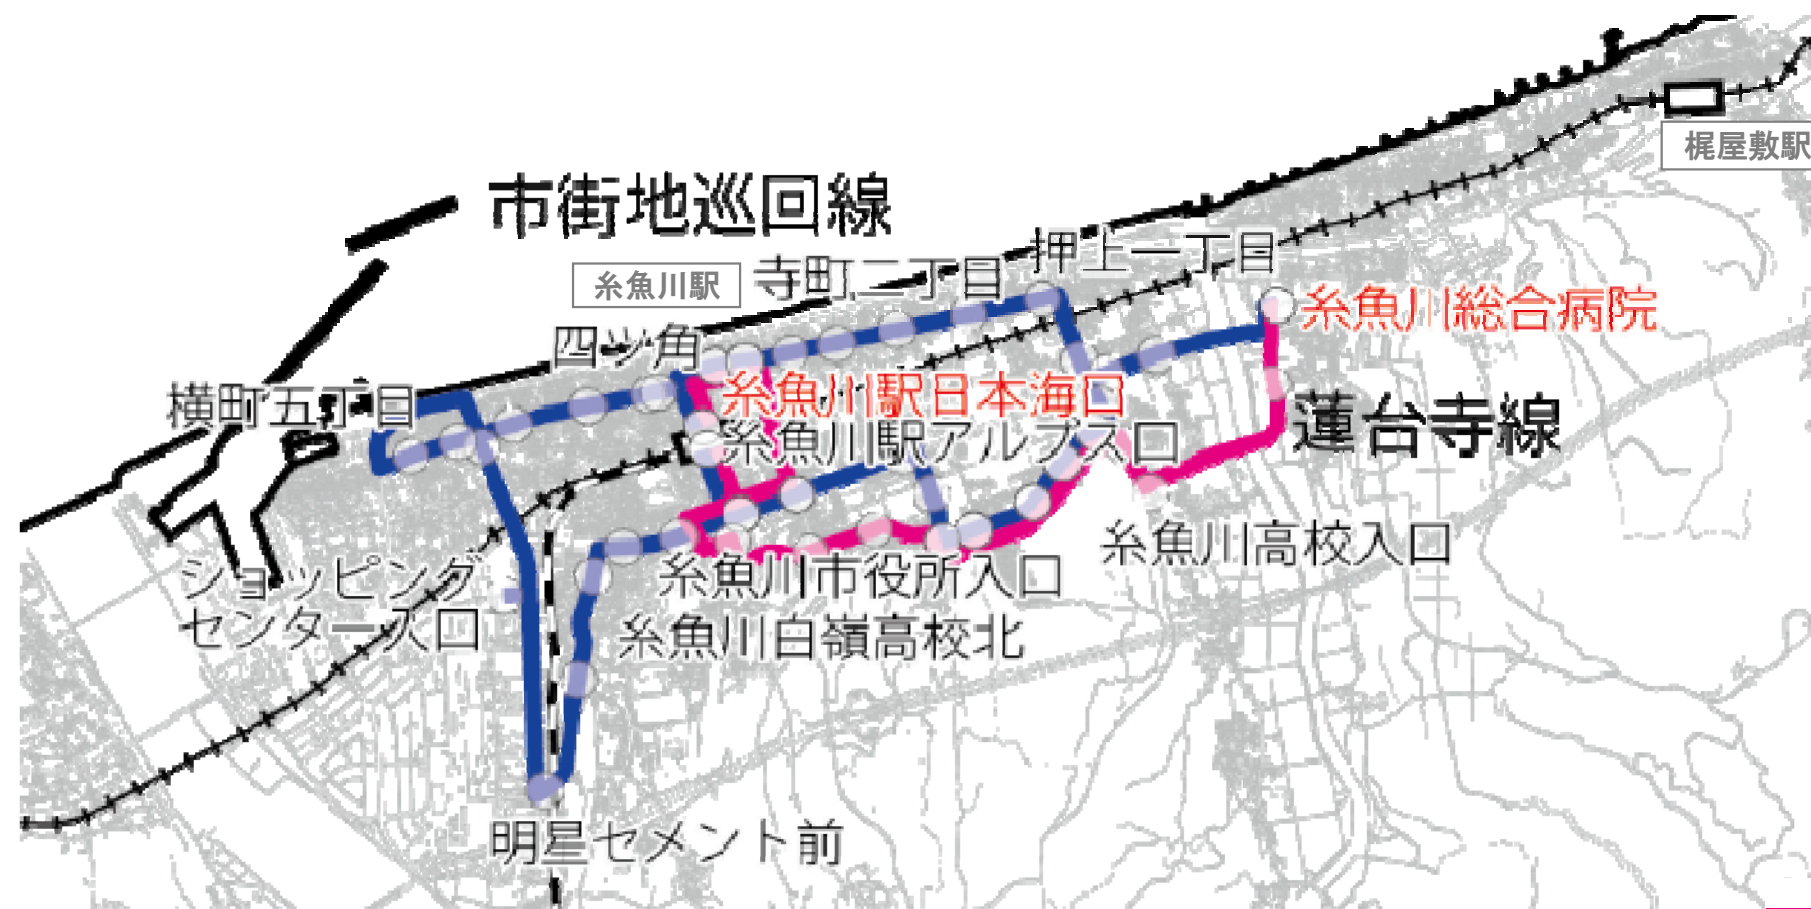 梶屋敷駅
市街地巡回線
押上一丁目
寺町二丁目
糸魚川駅
糸魚川総合病院
四ツ角
横町五丁目
糸魚川駅日本海口
蓮台寺線
糸魚川駅アルプス口
糸魚川高校入口
ショッピング
センター入口
糸魚川市役所入口
糸魚川白嶺高校北
明星セメント前